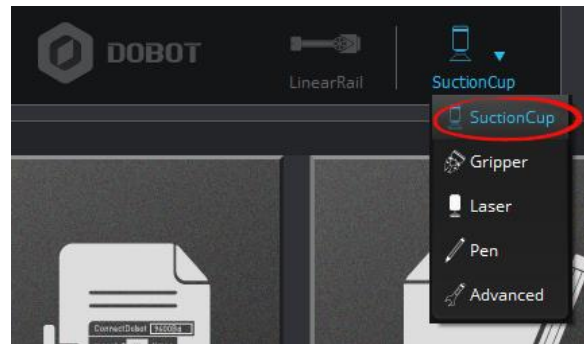 DOBOT
LinearRail
SuctionCup
SuctionCup
Gripper
Laser
Pen
Advanced
ConnectDobot